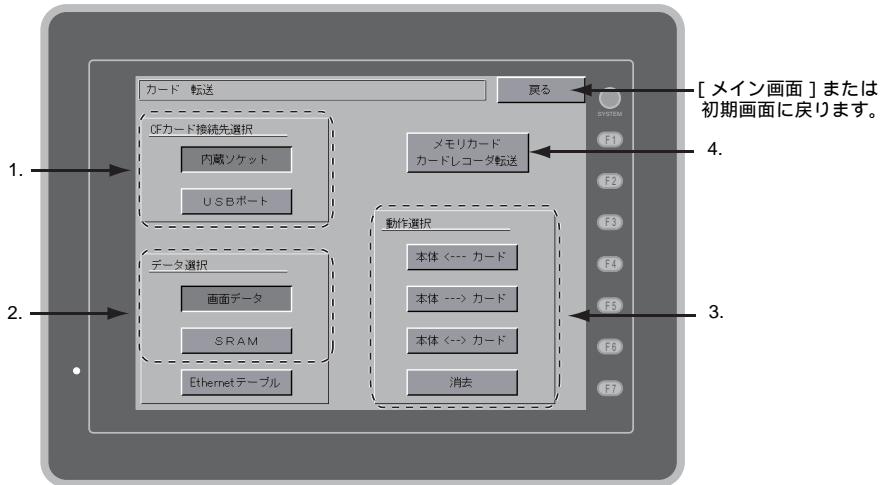 カード 転送
戻る
[ メイン画面 ] または
初期画面に戻ります。
SYSTEM
CFカード接続先選択
内蔵ソケット
USBポート
1.
メモリカード
カードレコーダ転送
4.
F1
F2
F3
F4
F5
F6
F7
データ選択
画面データ
SRAM
Ethernetテーブル
2.
動作選択
本体 <--- カード
本体 ---> カード
本体 <--> カード
消去
3.